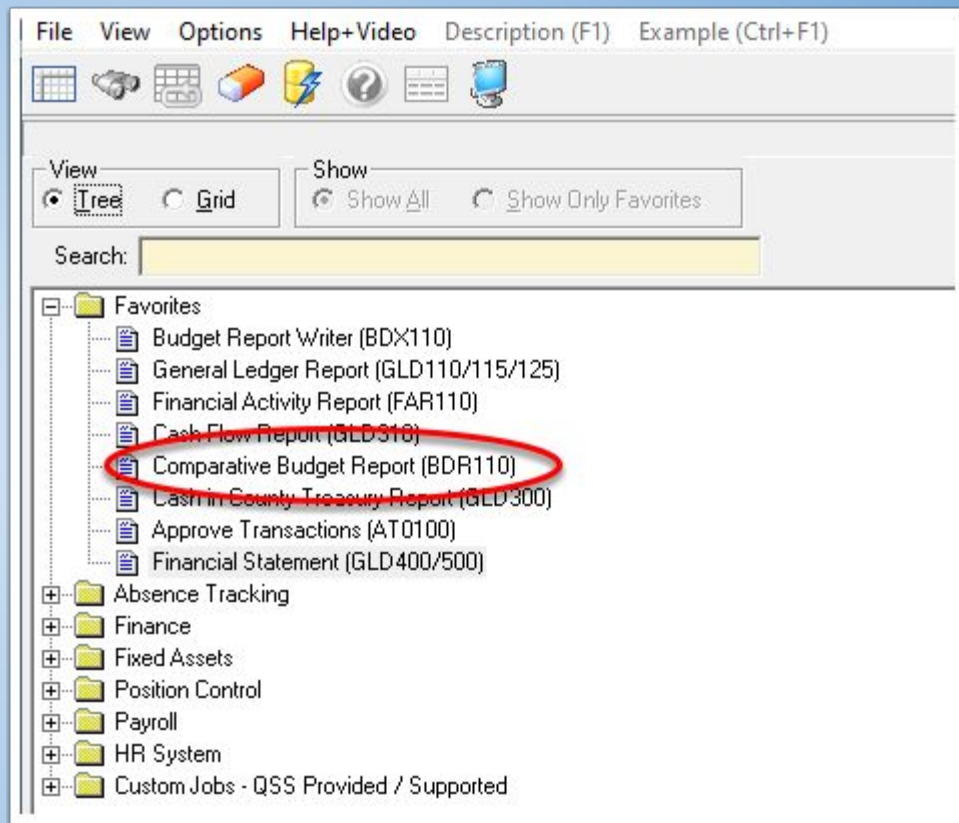 File View Options Help+Video Description (F1) Example (Ctrl+F1)
View Show
Tree Grid Show All Show Only Favorites
Search:
Favorites
Budget Report Writer (BDX110)
General Ledger Report (GLD110/115/125)
Financial Activity Report (FAR110)
Cash Flow Report (GLD310)
Comparative Budget Report (BDR110)
Cash in County Treasury Report (GLD300)
Approve Transactions (AT0100)
Financial Statement (GLD400/500)
Absence Tracking
Finance
Fixed Assets
Position Control
Payroll
HR System
Custom Jobs - QSS Provided / Supported